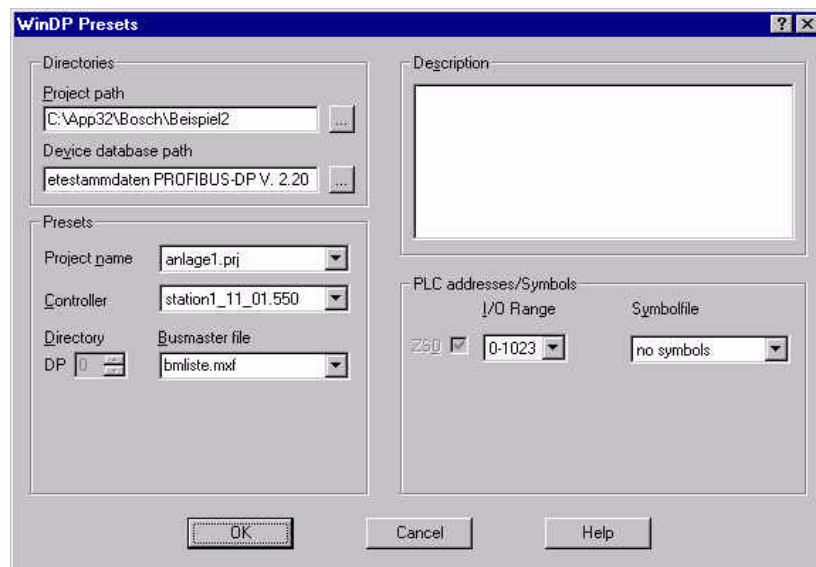 WinDP Presets
Directories
Project path
C:\App32\Bosch\Beispiel2
...
Device database path
etestammdaten PROFIBUS-DP V. 2.20
...
Presets
Project name
anlage1.prj
Controller
station1_11_01.550
Directory
Busmaster file
DP 0
bmliste.mxf
Description
PLC addresses/Symbols
I/O Range
Symbolfile
ZS0
0-1023
no symbols
OK
Cancel
Help